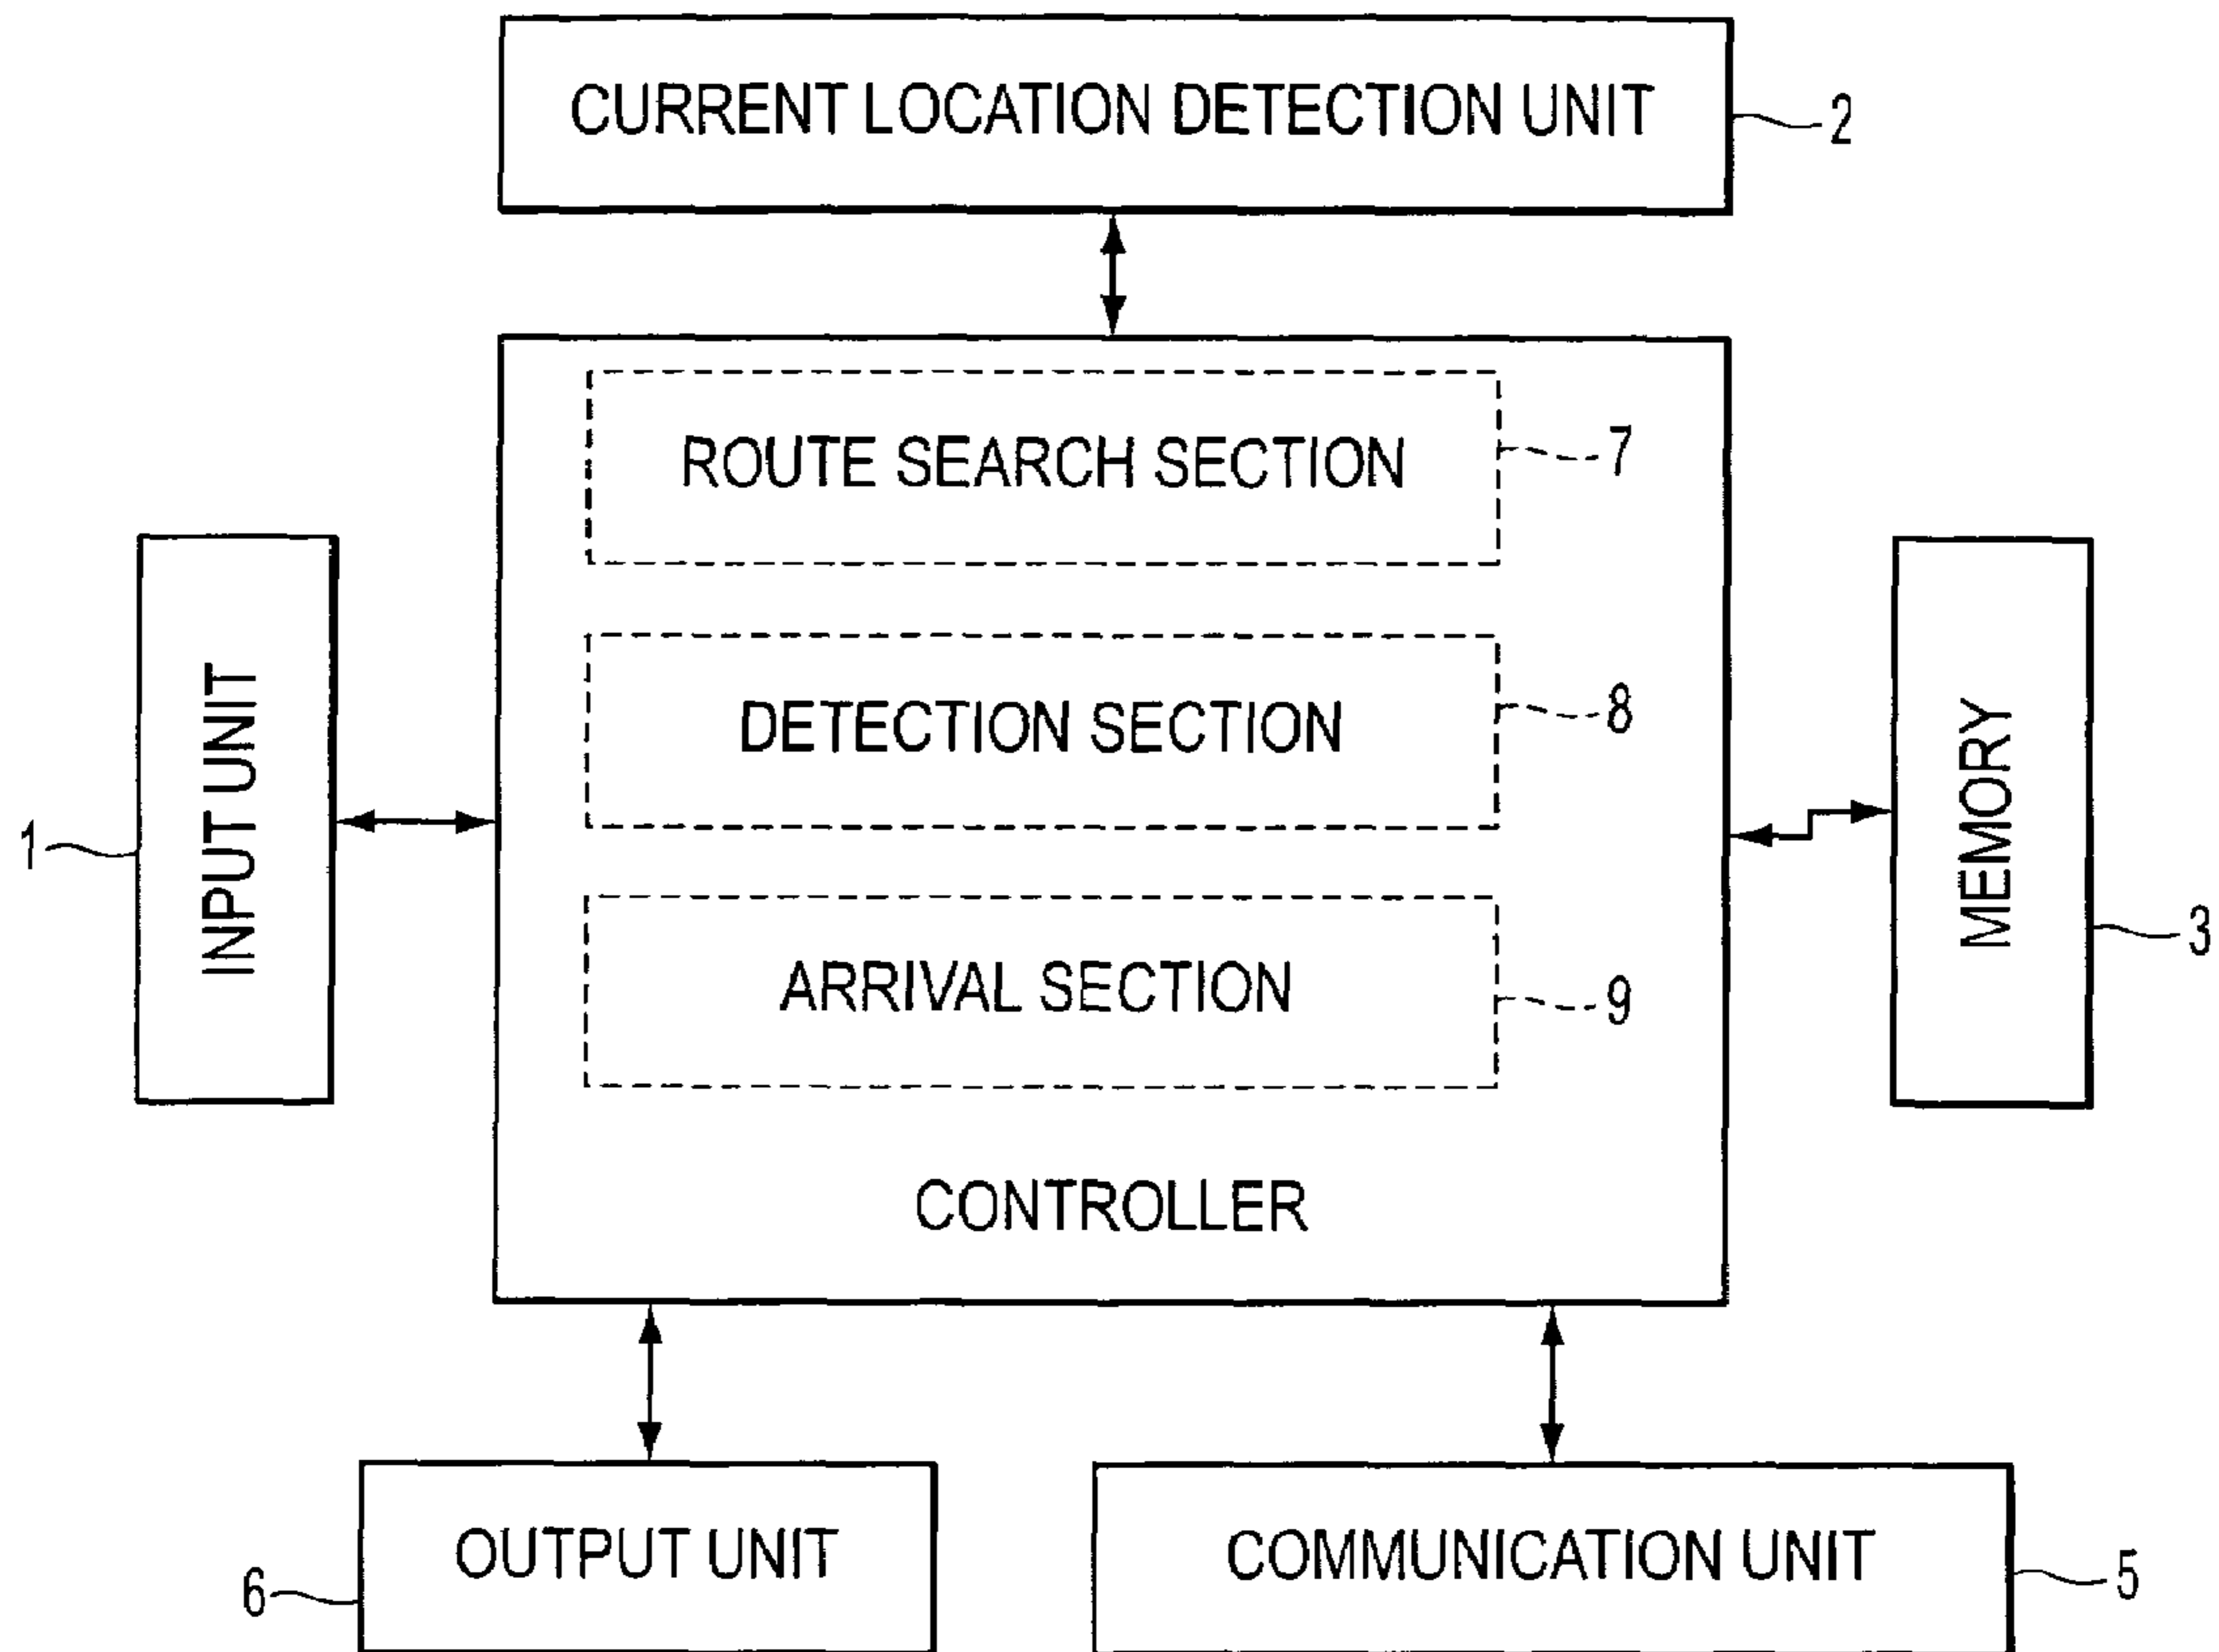 CURRENT LOCATION DETECTION UNIT
2
ROUTE SEARCH SECTION
7
DETECTION SECTION
8
ARRIVAL SECTION
9
CONTROLLER
INPUT UNIT
1
MEMORY
3
OUTPUT UNIT
6
COMMUNICATION UNIT
5